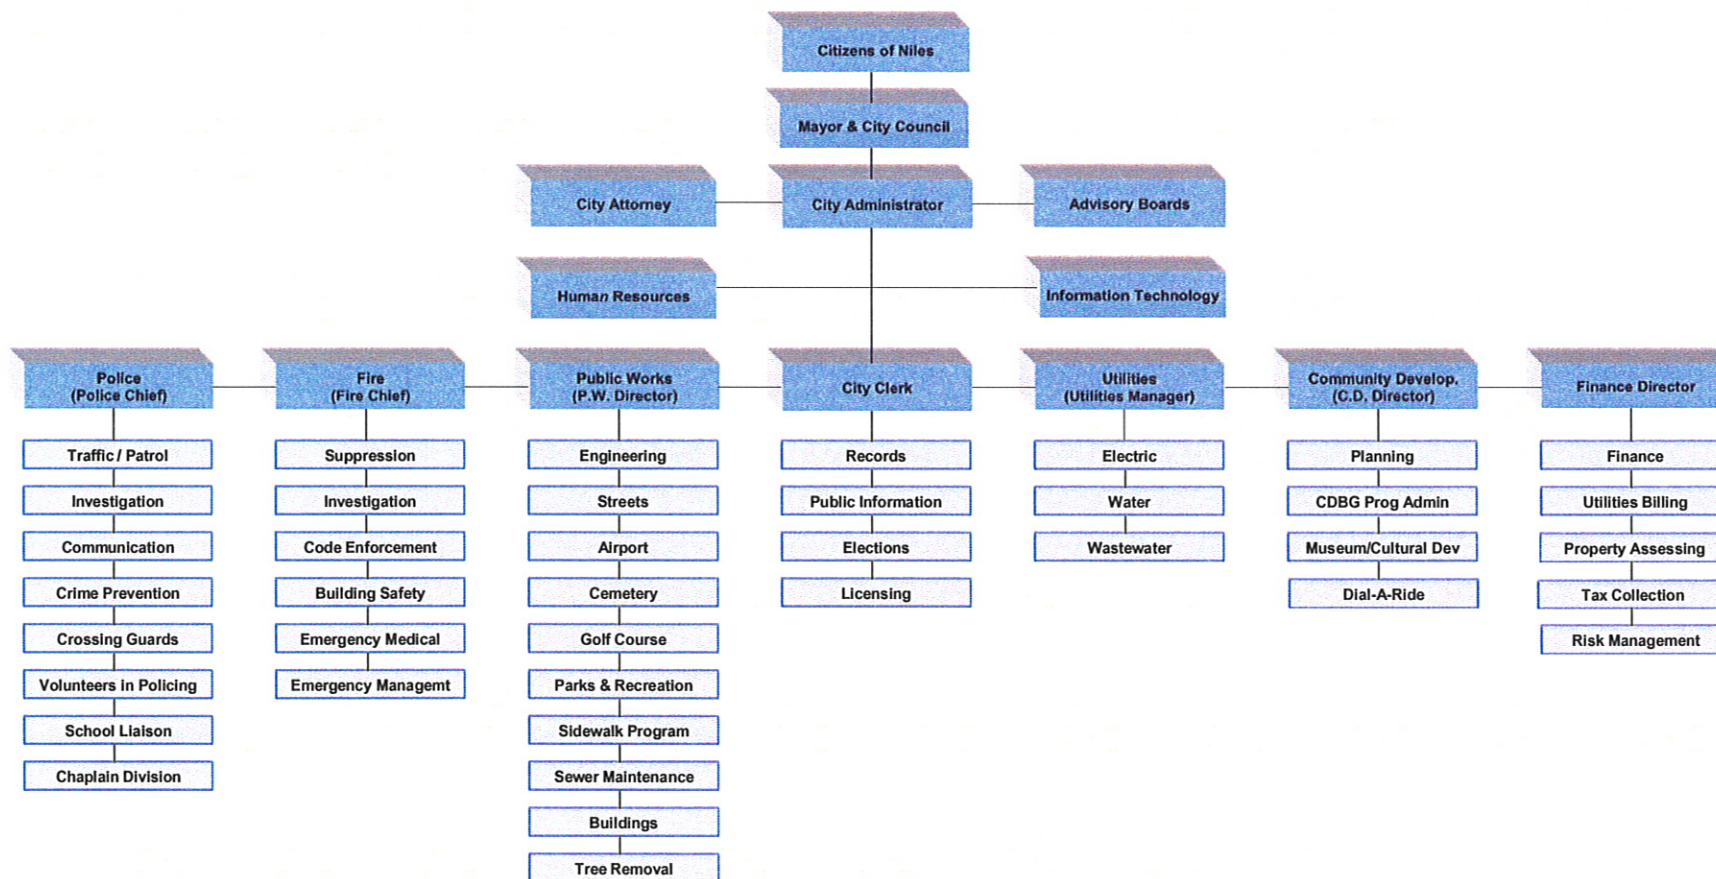 Citizens of Niles
Mayor & City Council
City Attorney
City Administrator
Advisory Boards
Human Resources
Information Technology
Police
(Police Chief)
Fire
(Fire Chief)
Public Works
(P.W. Director)
City Clerk
Utilities
(Utilities Manager)
Community Develop.
(C.D. Director)
Finance Director
Traffic / Patrol
Investigation
Communication
Crime Prevention
Crossing Guards
Volunteers in Policing
School Liaison
Chaplain Division
Suppression
Investigation
Code Enforcement
Building Safety
Emergency Medical
Emergency Managemt
Engineering
Streets
Airport
Cemetery
Golf Course
Parks & Recreation
Sidewalk Program
Sewer Maintenance
Buildings
Tree Removal
Records
Public Information
Elections
Licensing
Electric
Water
Wastewater
Planning
CDBG Prog Admin
Museum/Cultural Dev
Dial-A-Ride
Finance
Utilities Billing
Property Assessing
Tax Collection
Risk Management